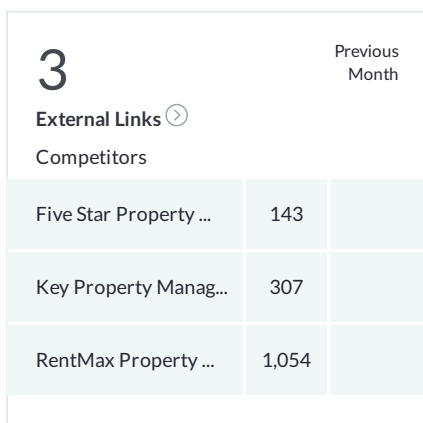 3
Previous
Month
External Links
Competitors
Five Star Property ... 143
Key Property Manag... 307
RentMax Property ... 1,054